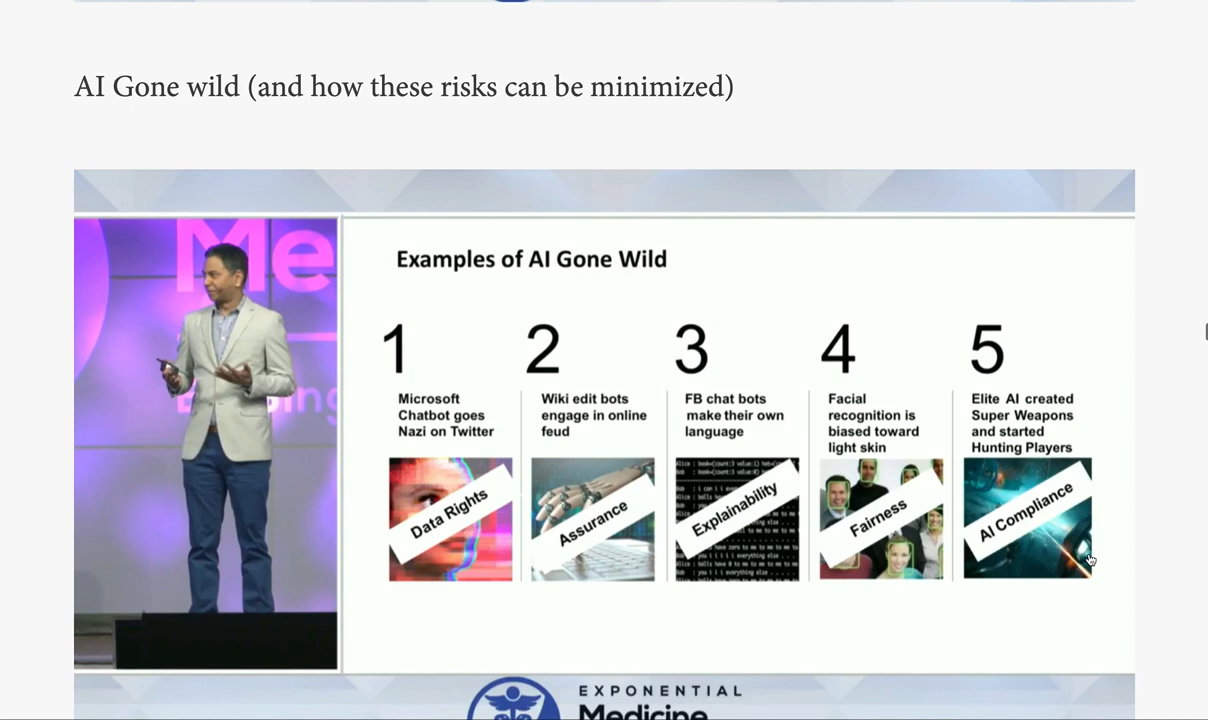 AI Gone wild (and how these risks can be minimized)
Me
Examples of AI Gone Wild
1
Microsoft
Chatbot goes
Nazi on Twitter
Data Rights
2
Wiki edit bots
engage in online
feud
Assurance
3
FB chat bots
make their own
language
Explainability
4
Facial
recognition is
biased toward
light skin
Fairness
5
Elite AI created
Super Weapons
and started
Hunting Players
AI Compliance
EXPONENTIAL
Medicine